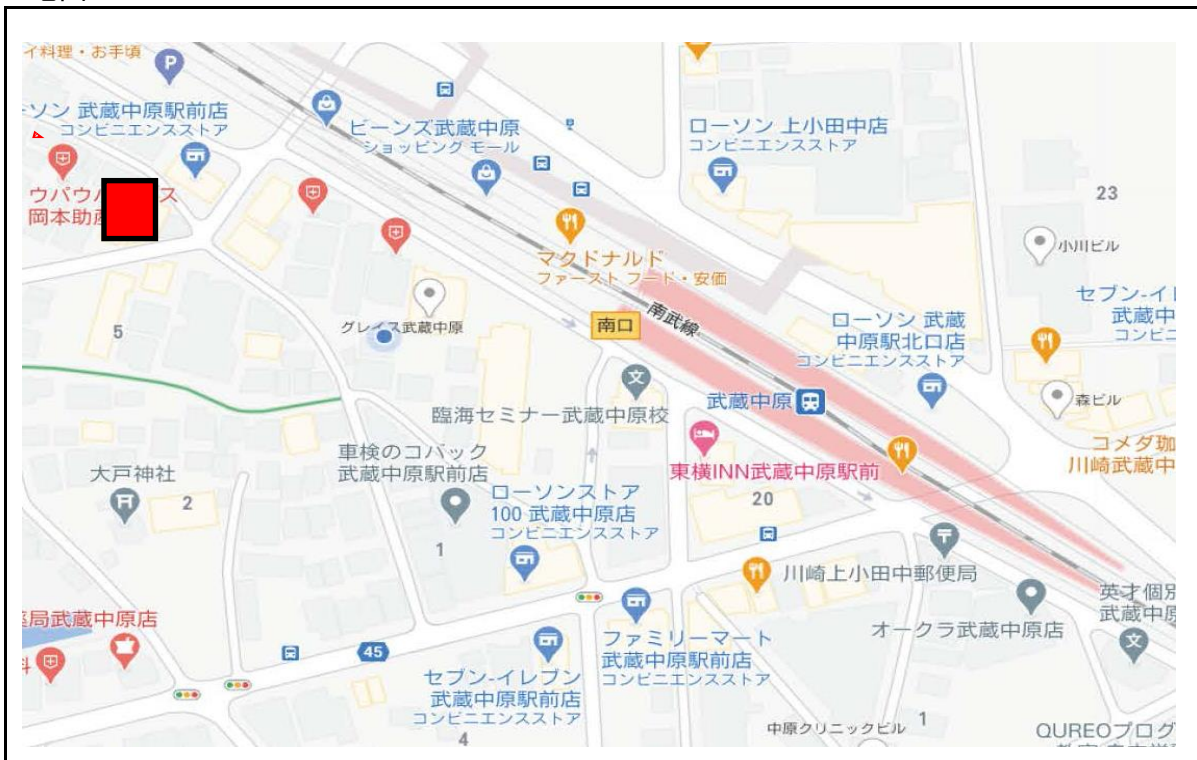 イ料理・お手頃
P
ーソン 武蔵中原駅前店
コンビニエンスストア
ビーンズ武蔵中原
ショッピング モール
ローソン 上小田中店
コンビニエンスストア
ウパウ
ス
岡本助産
23
小川ビル
マクドナルド
ファースト フード・安価
セブン-イ
武蔵中
コンビニ
グレイス武蔵中原
5
南口
南武線
ローソン 武蔵
中原駅北口店
コンビニエンスストア
文
武蔵中原
森ビル
臨海セミナー武蔵中原校
コメダ珈
川崎武蔵中
車検のコバック
武蔵中原駅前店
東横INN武蔵中原駅前
大戸神社
2
ローソンストア
100 武蔵中原店
コンビニエンスストア
20
1
川崎上小田中郵便局
英才個別
武蔵中原
薬局武蔵中原店
オークラ武蔵中原店
文
45
ファミリーマート
武蔵中原駅前店
コンビニエンスストア
セブン-イレブン
武蔵中原駅前店
コンビニエンスストア
4
中原クリニックビル
1
QUREOプログ